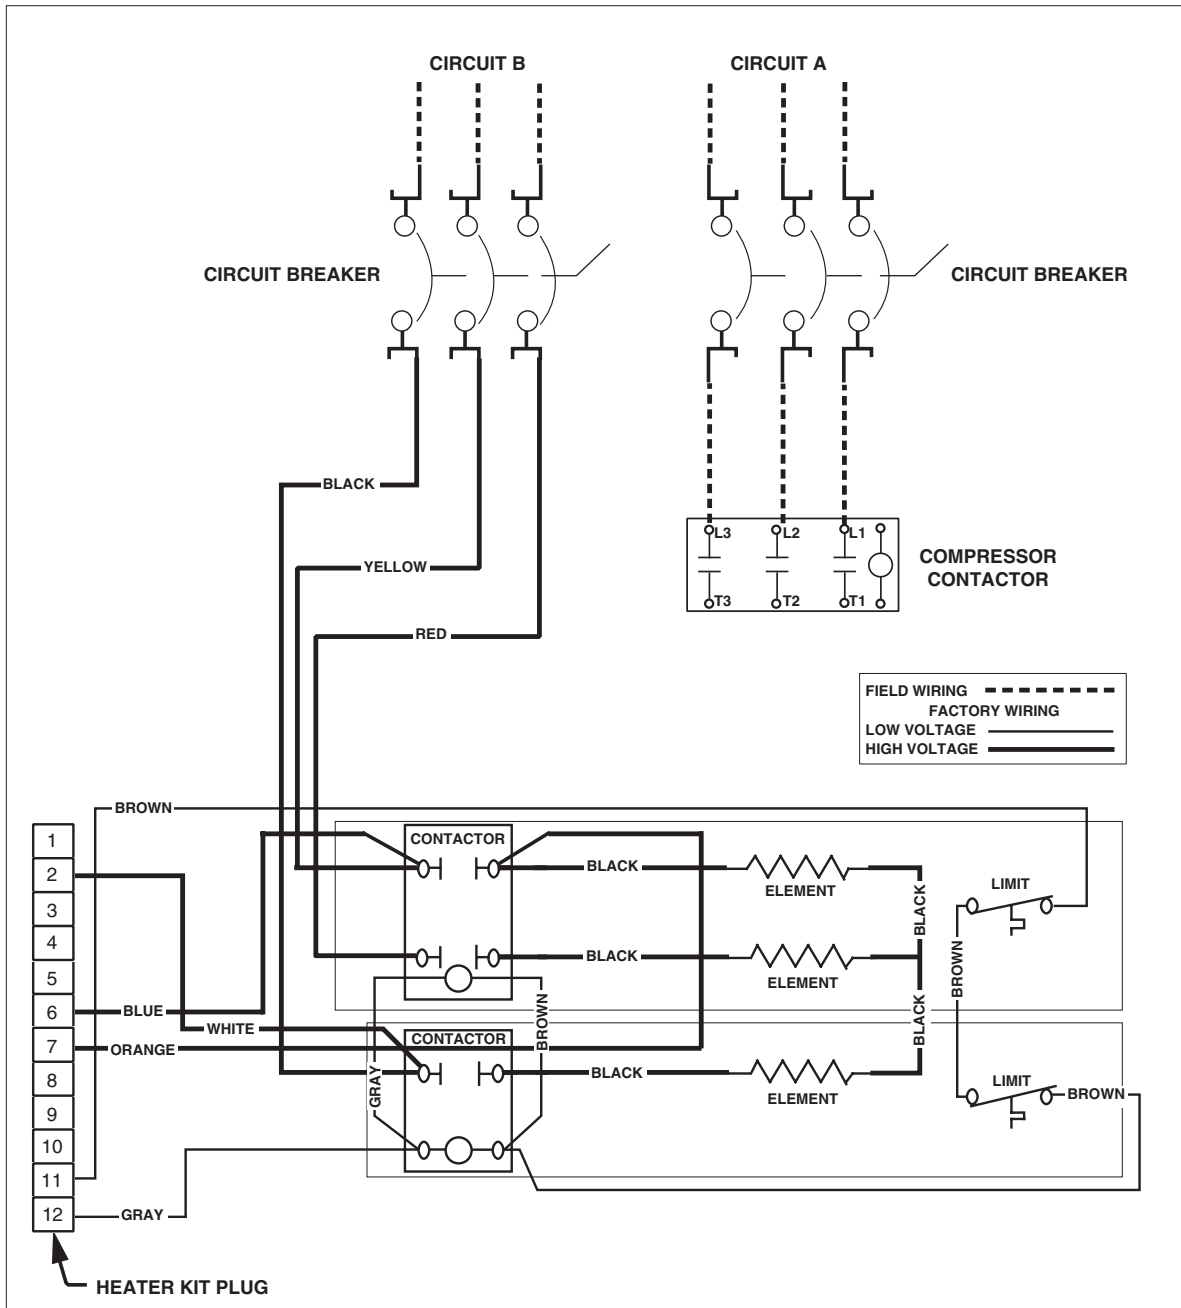 CIRCUIT B
CIRCUIT A
CIRCUIT BREAKER
CIRCUIT BREAKER
BLACK
YELLOW
RED
L3
L2
L1
T3
T2
T1
COMPRESSOR
CONTACTOR
FIELD WIRING
FACTORY WIRING
LOW VOLTAGE
HIGH VOLTAGE
BROWN
1
2
3
4
5
6
7
8
9
10
11
12
CONTACTOR
BLACK
ELEMENT
BLACK
LIMIT
BLACK
ELEMENT
BROWN
BLUE
WHITE
ORANGE
BROWN
BLACK
CONTACTOR
GRAY
BLACK
ELEMENT
LIMIT
BROWN
GRAY
HEATER KIT PLUG